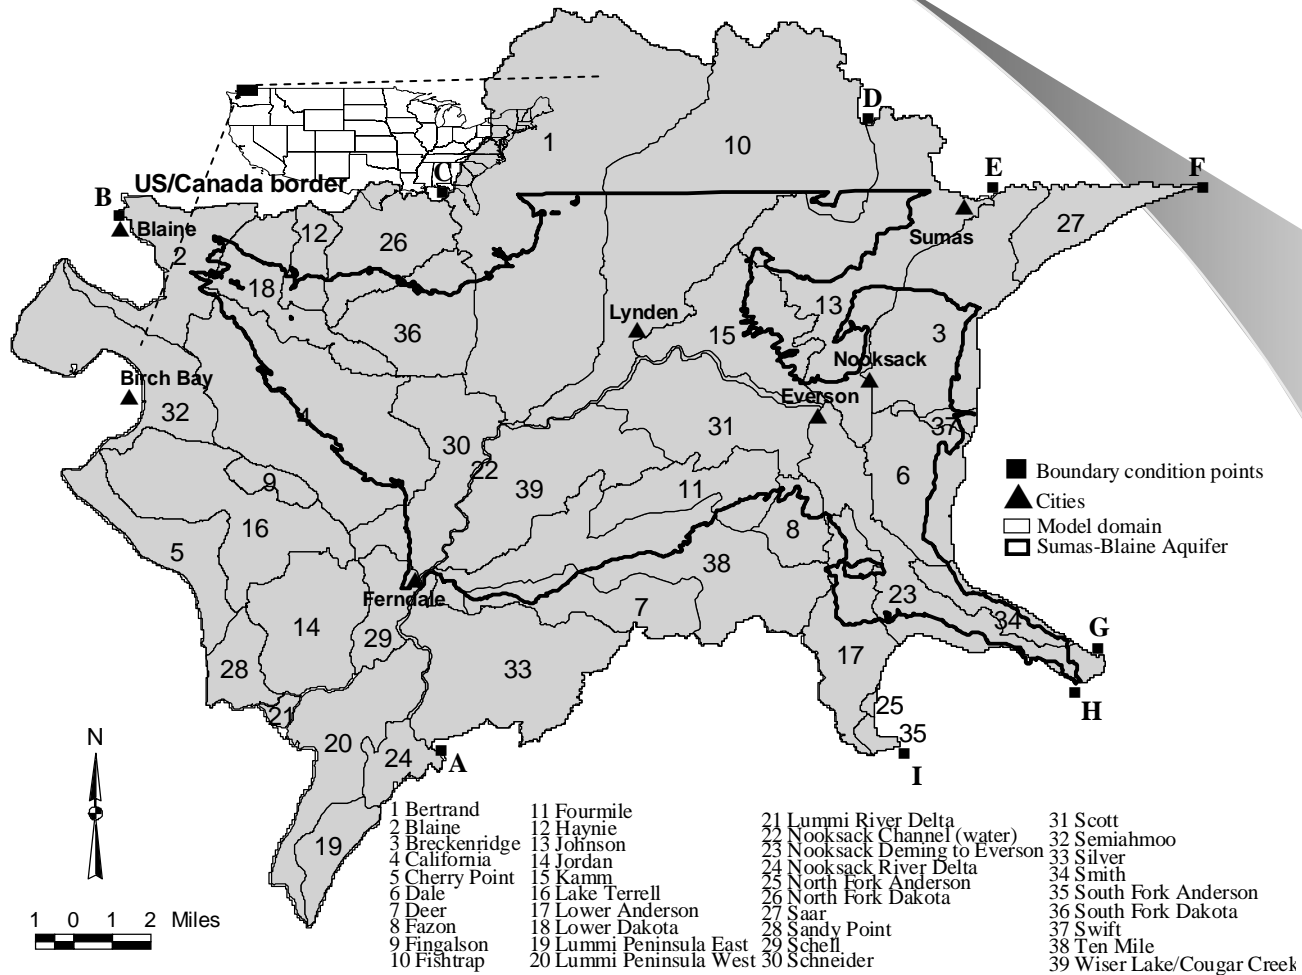 D
1
10
C
E
F
US/Canada border
B
Blaine
27
12
26
Sumas
2
18
13
Lynden
36
15
3
Nooksack
Birch Bay
Everson
32
4
31
37
30
22
Boundary condition points
9
39
11
6
Cities
16
8
Model domain
5
38
Sumas-Blaine Aquifer
Ferndale
7
23
14
29
34
G
28
33
17
25
H
21
20
24
A
35
I
N
19
1 0 1 2 Miles
1 Bertrand
2 Blaine
3 Breckenridge
4 California
5 Cherry Point
6 Dale
7 Deer
8 Fazon
9 Fingalson
10 Fishtrap
11 Fourmile
12 Haynie
13 Johnson
14 Jordan
15 Kamm
16 Lake Terrell
17 Lower Anderson
18 Lower Dakota
19 Lummi Peninsula East
20 Lummi Peninsula West
21 Lummi River Delta
22 Nooksack Channel (water)
23 Nooksack Deming to Everson
24 Nooksack River Delta
25 North Fork Anderson
26 North Fork Dakota
27 Saar
28 Sandy Point
29 Schell
30 Schneider
31 Scott
32 Semiahmoo
33 Silver
34 Smith
35 South Fork Anderson
36 South Fork Dakota
37 Swift
38 Ten Mile
39 Wiser Lake/Cougar Creek